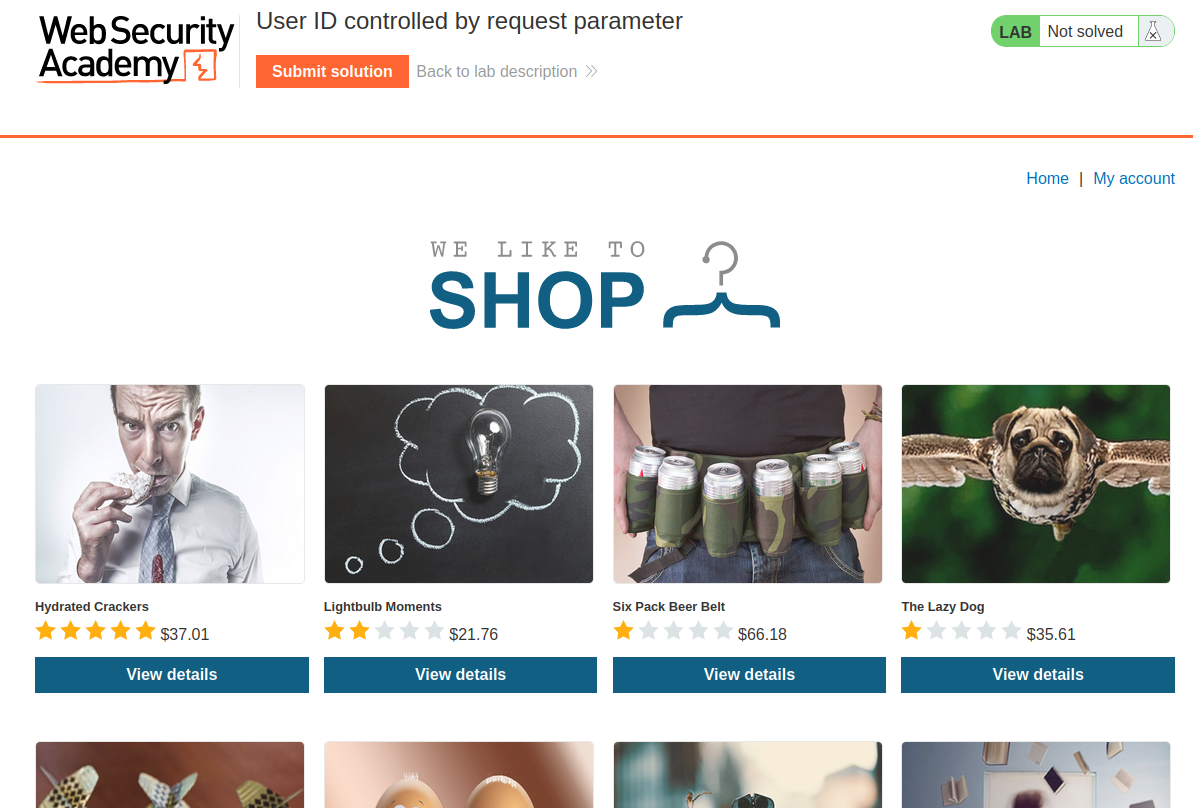 Web Security
Academy
User ID controlled by request parameter
Submit solution
Back to lab description
LAB
Not solved
Home | My account
WE LIKE TO
SHOP
Hydrated Crackers
$37.01
View details
Lightbulb Moments
$21.76
View details
Six Pack Beer Belt
$66.18
View details
The Lazy Dog
$35.61
View details